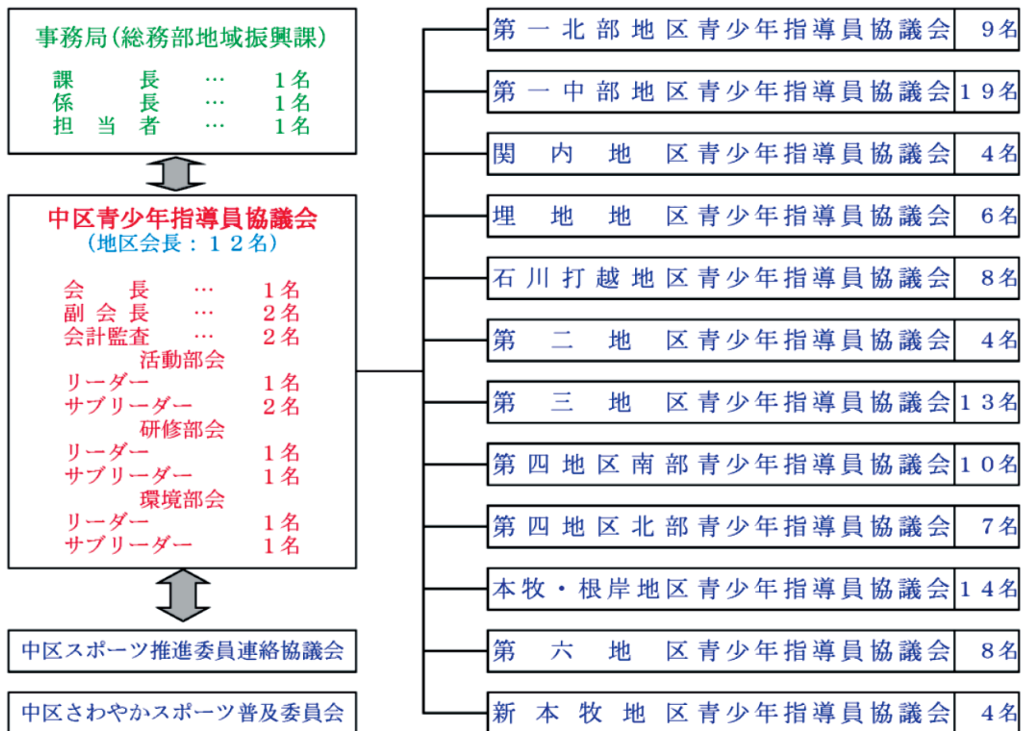 事務局(総務部地域振興課)
課長 … 1名
係長 … 1名
担当者 … 1名
中区青少年指導員協議会
(地区会長:12名)
会長 … 1名
副会長 … 2名
会計監査 … 2名
活動部会
リーダー 1名
サブリーダー 2名
研修部会
リーダー 1名
サブリーダー 1名
環境部会
リーダー 1名
サブリーダー 1名
中区スポーツ推進委員連絡協議会
中区さわやかスポーツ普及委員会
第一北部地区青少年指導員協議会 9名
第一中部地区青少年指導員協議会 19名
関内地区青少年指導員協議会 4名
埋地地区青少年指導員協議会 6名
石川打越地区青少年指導員協議会 8名
第二地区青少年指導員協議会 4名
第三地区青少年指導員協議会 13名
第四地区南部青少年指導員協議会 10名
第四地区北部青少年指導員協議会 7名
本牧・根岸地区青少年指導員協議会 14名
第六地区青少年指導員協議会 8名
新本牧地区青少年指導員協議会 4名